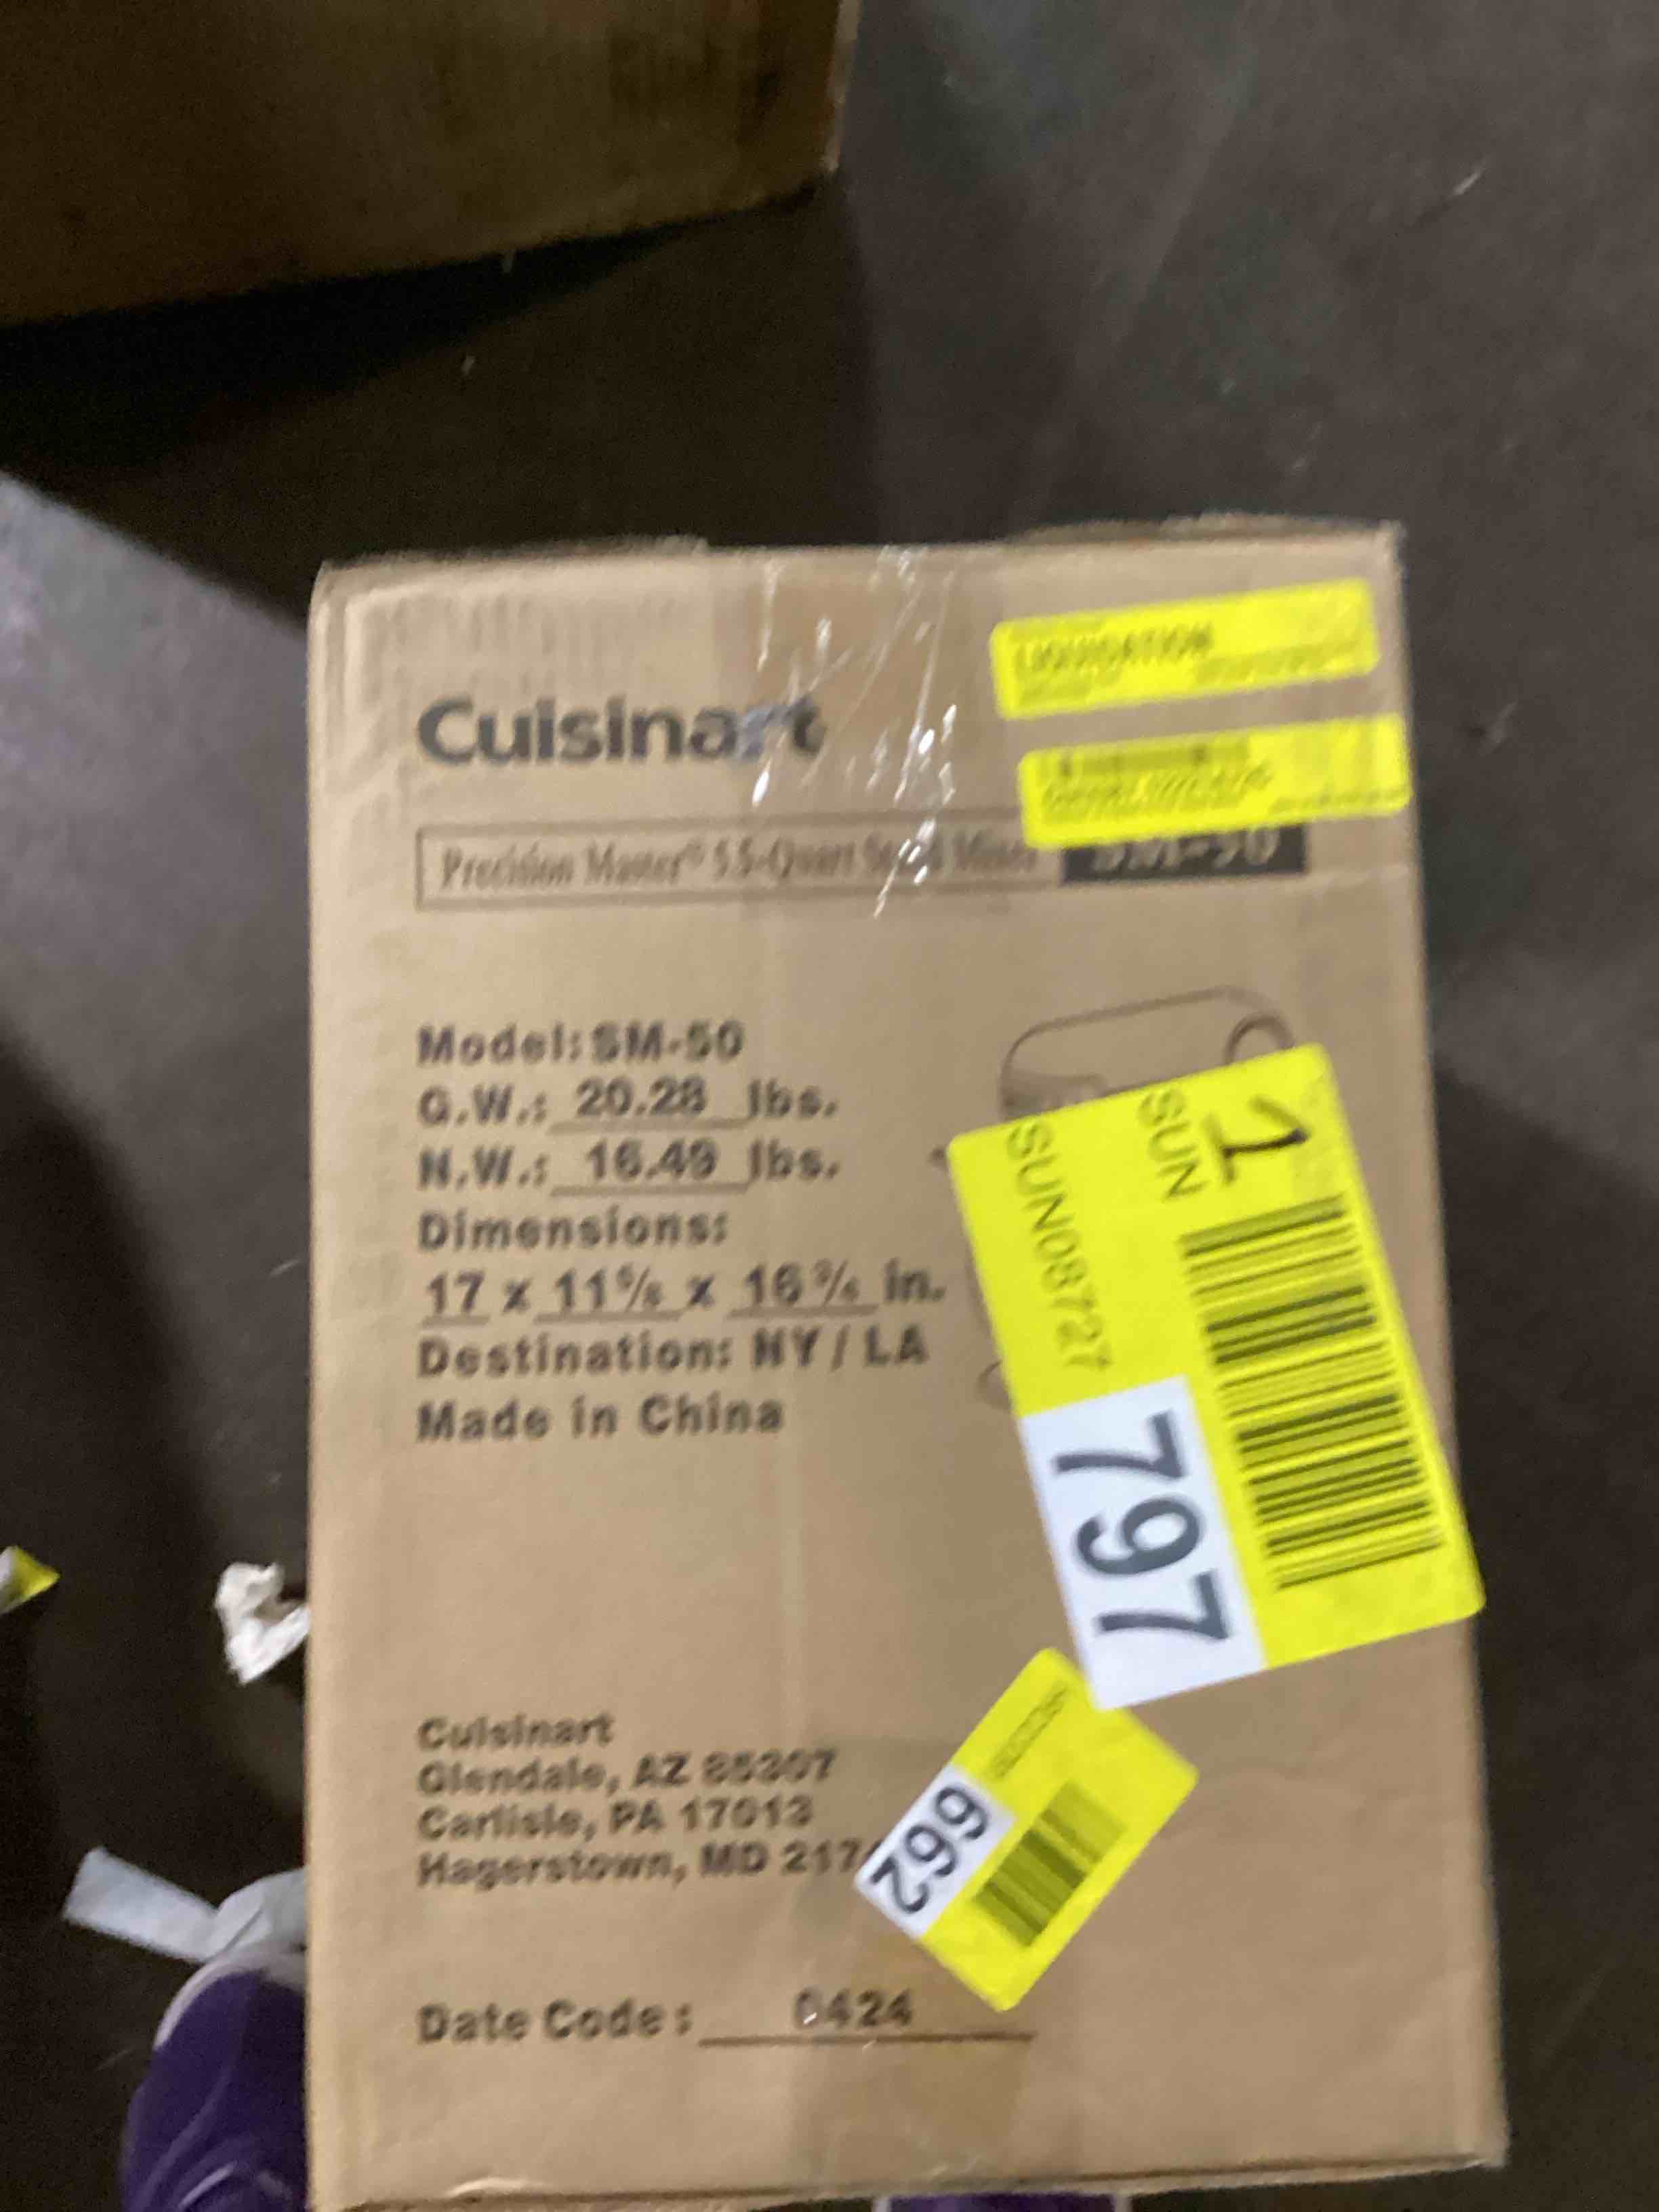 Cuisinart
LIQUIDATION
Precision Master® 5.5-Quart Stand Mixer SM-50
Model: SM-50
G.W.: 20.28 lbs.
N.W.: 16.49 lbs.
Dimensions:
17 x 11⅝ x 16¾ in.
Destination: NY / LA
Made in China
1
SUN
SUN08727
797
662
Cuisinart
Glendale, AZ 85307
Carlisle, PA 17013
Hagerstown, MD
Date Code: 0424